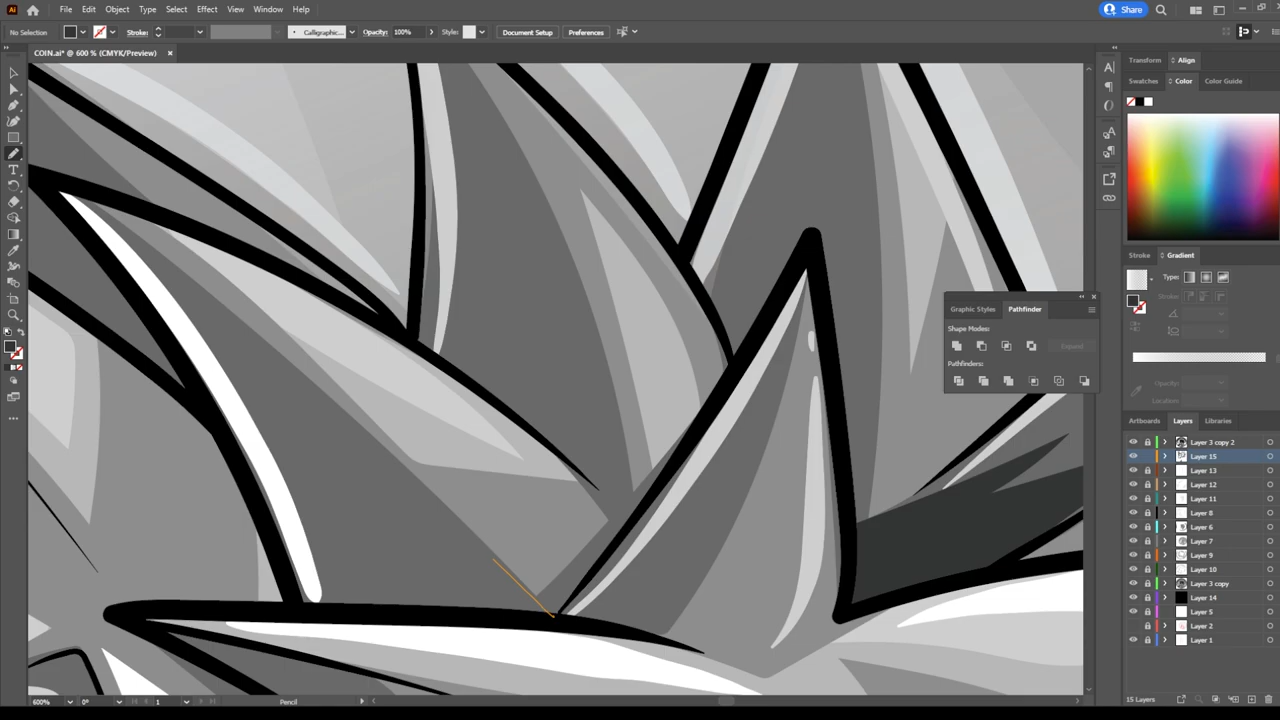 Ai File Edit Object Type Select Effect View Window Help Share
No Selection Stroke: Calligraphic... Opacity: 100% Style: Document Setup Preferences
COIN.ai* @ 600 % (CMYK/Preview)
Transform Align
Swatches Color Color Guide
Stroke Gradient
Type:
Stroke:
Opacity:
Location:
Graphic Styles Pathfinder
Shape Modes:
Expand
Pathfinders:
Artboards Layers Libraries
Layer 3 copy 2
Layer 15
Layer 13
Layer 12
Layer 11
Layer 8
Layer 6
Layer 7
Layer 9
Layer 10
Layer 3 copy
Layer 14
Layer 5
Layer 2
Layer 1
15 Layers
600% 0° 1 Pencil